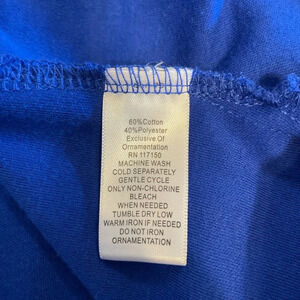 60%Cotton
40%Polyester
Exclusive Of
Ornamentation
RN 117150
MACHINE WASH
COLD SEPARATELY
GENTLE CYCLE
ONLY NON-CHLORINE
BLEACH
WHEN NEEDED
TUMBLE DRY LOW
WARM IRON IF NEEDED
DO NOT IRON
ORNAMENTATION